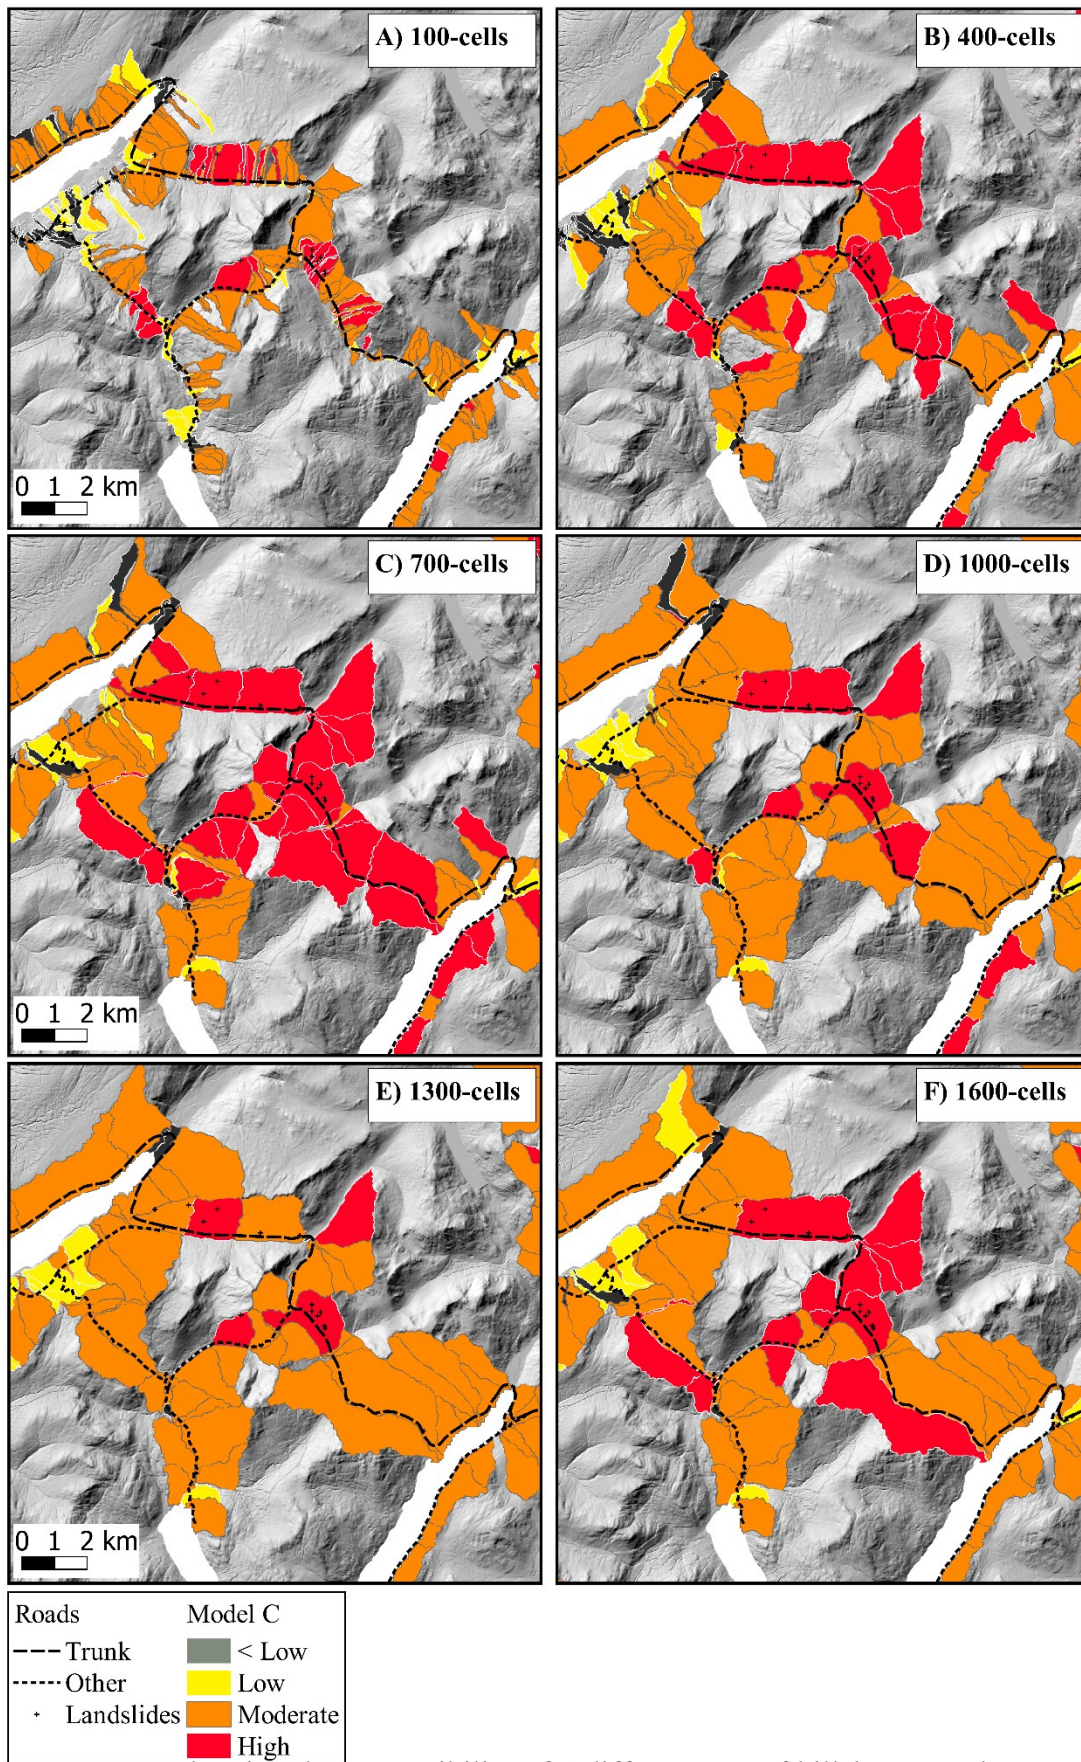 A) 100-cells
B) 400-cells
0 1 2 km
C) 700-cells
D) 1000-cells
0 1 2 km
E) 1300-cells
F) 1600-cells
0 1 2 km
Roads
Trunk
Other
Landslides
Model C
< Low
Low
Moderate
High